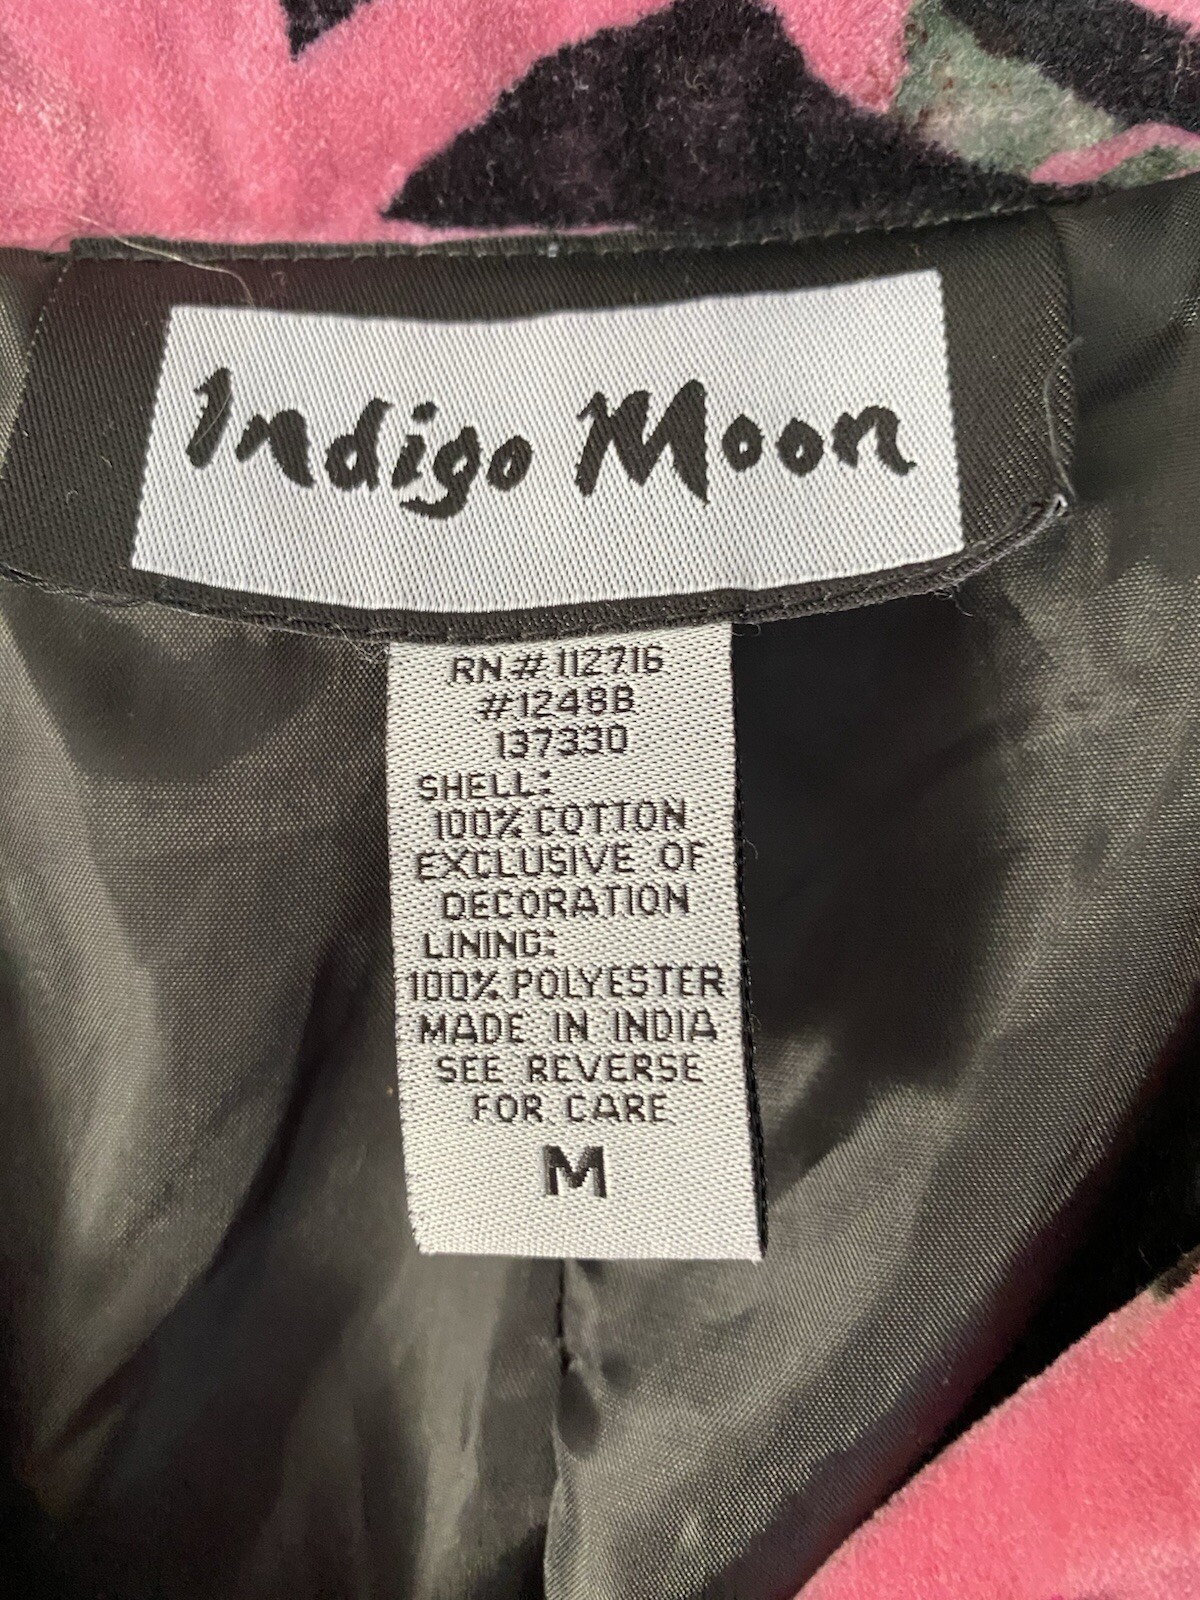 Indigo Moon
RN.# 112716
#1248B
137330
SHELL:
100% COTTON
EXCLUSIVE OF
DECORATION
LINING:
100% POLYESTER
MADE IN INDIA
SEE REVERSE
FOR CARE
M